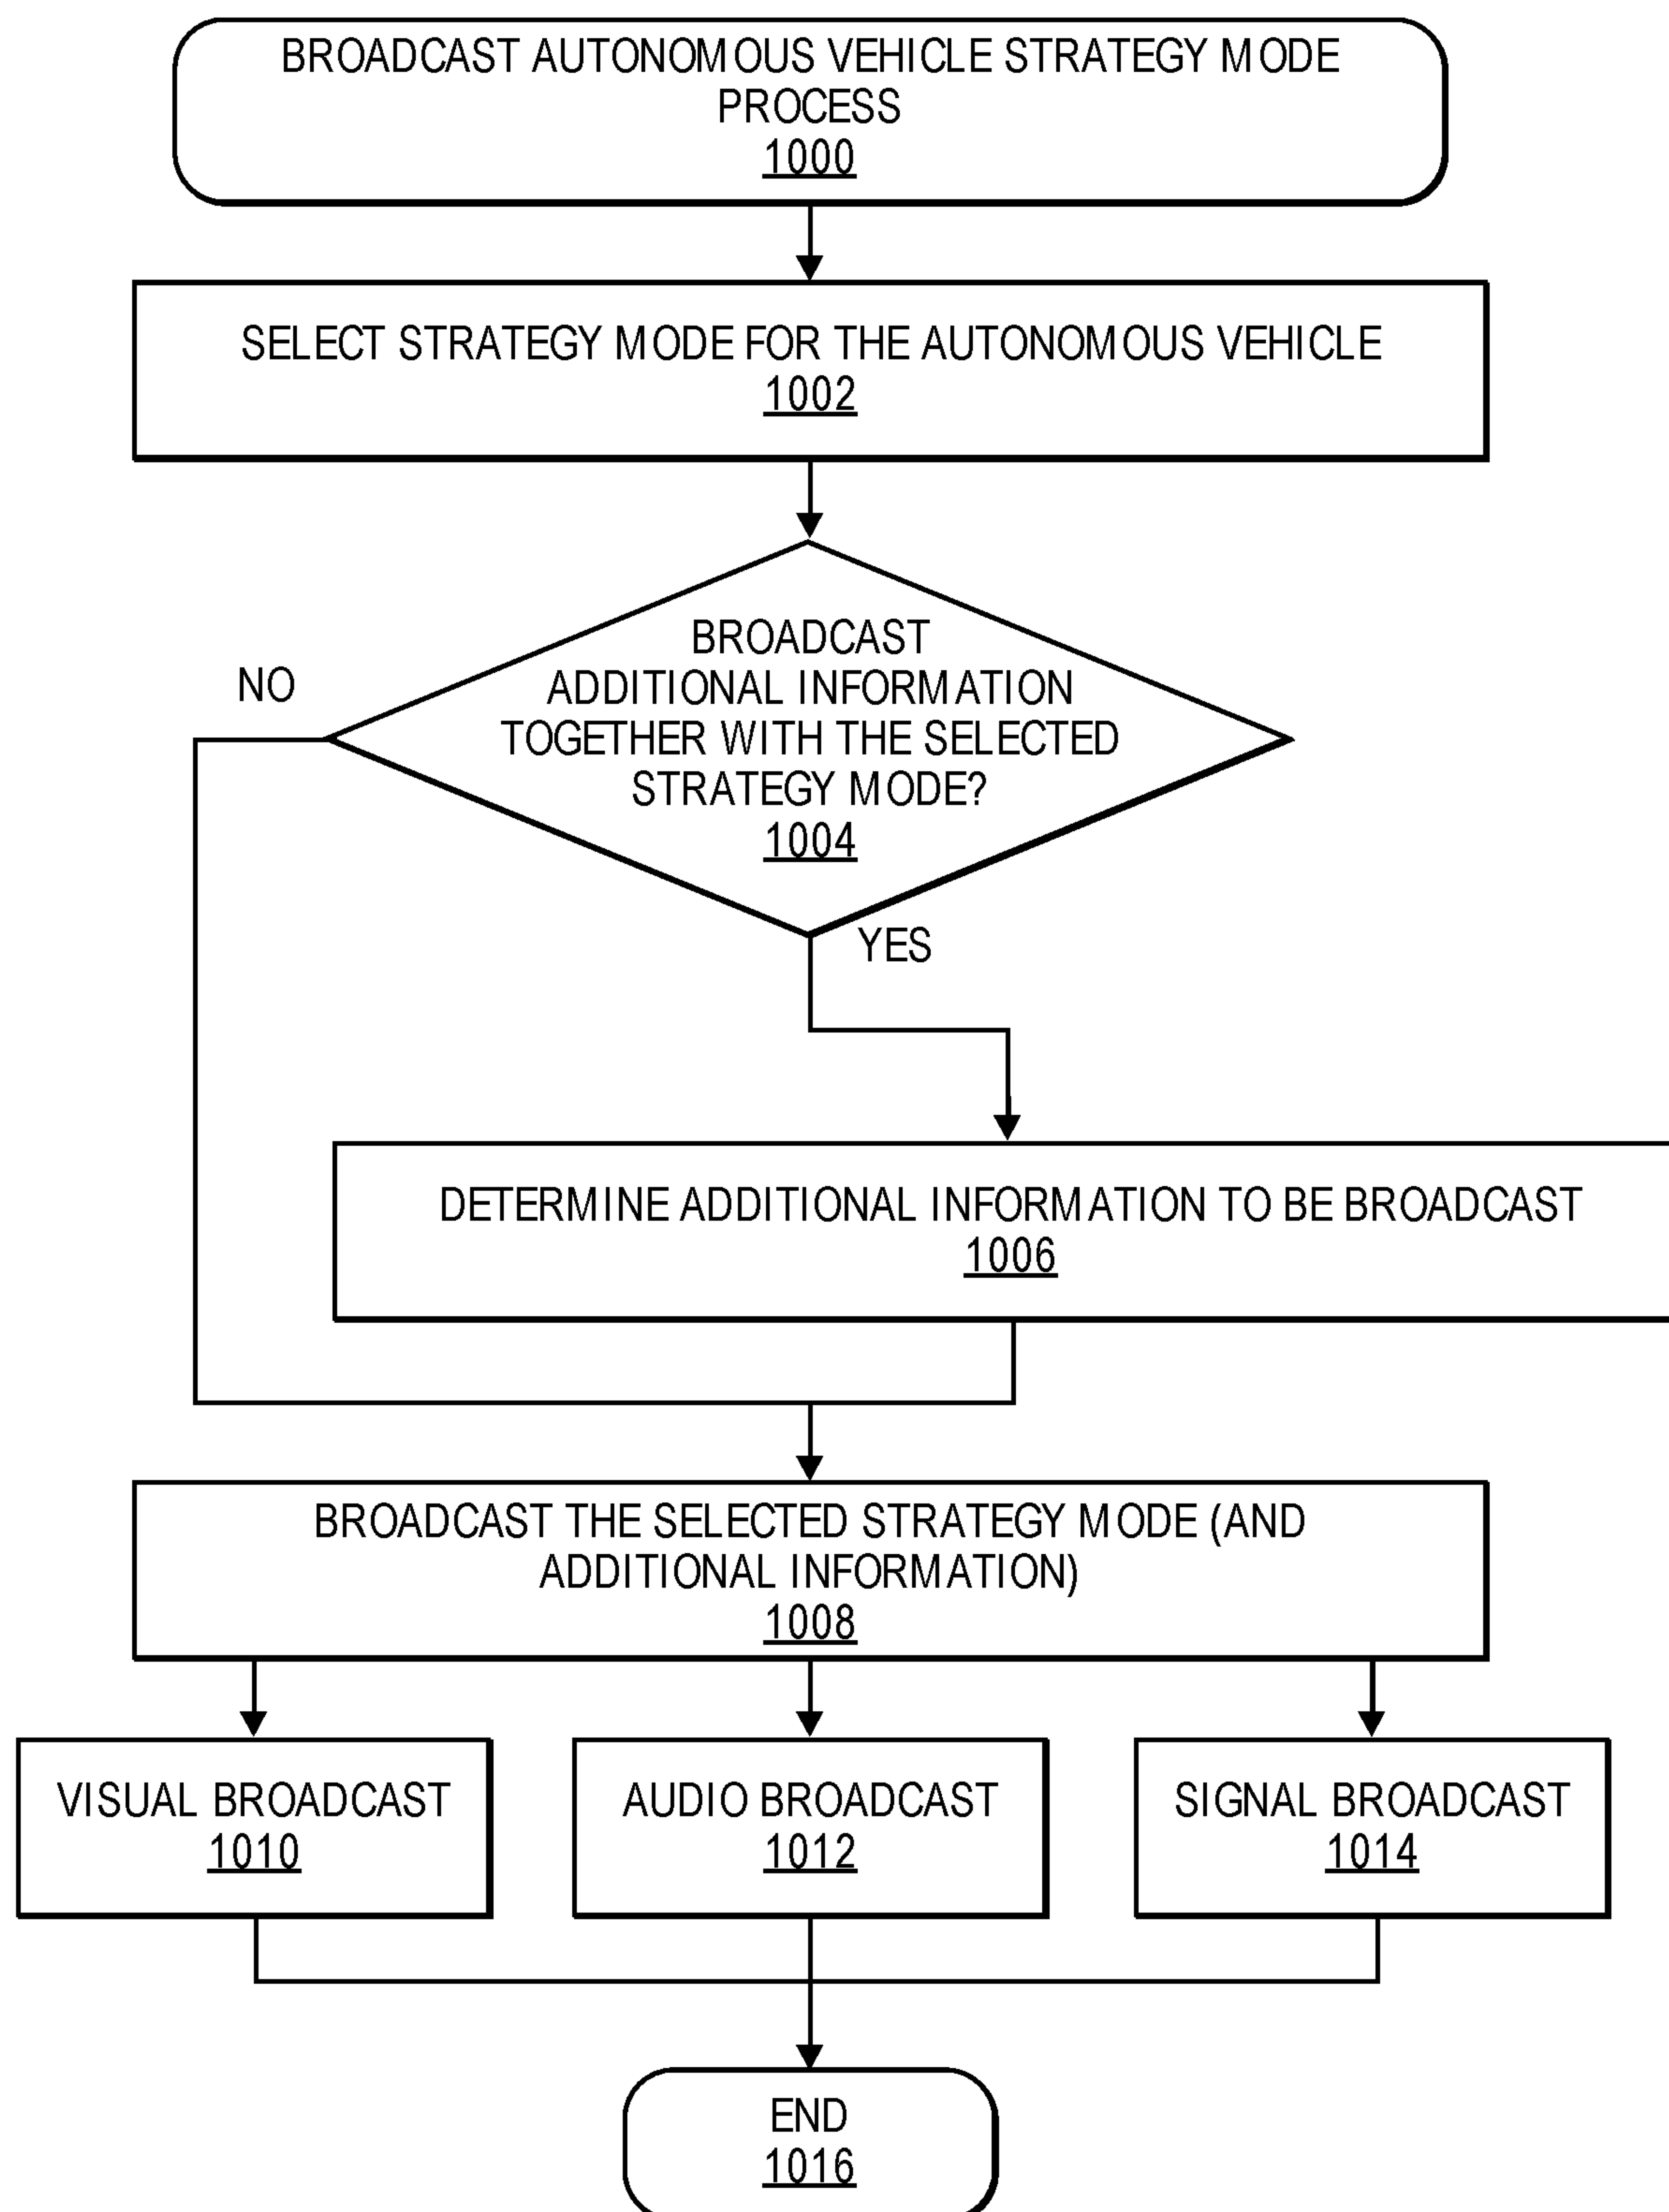 BROADCAST AUTONOMOUS VEHICLE STRATEGY MODE
PROCESS
1000
SELECT STRATEGY MODE FOR THE AUTONOMOUS VEHICLE
1002
BROADCAST
ADDITIONAL INFORMATION
TOGETHER WITH THE SELECTED
STRATEGY MODE?
1004
NO
YES
DETERMINE ADDITIONAL INFORMATION TO BE BROADCAST
1006
BROADCAST THE SELECTED STRATEGY MODE (AND
ADDITIONAL INFORMATION)
1008
VISUAL BROADCAST
1010
AUDIO BROADCAST
1012
SIGNAL BROADCAST
1014
END
1016